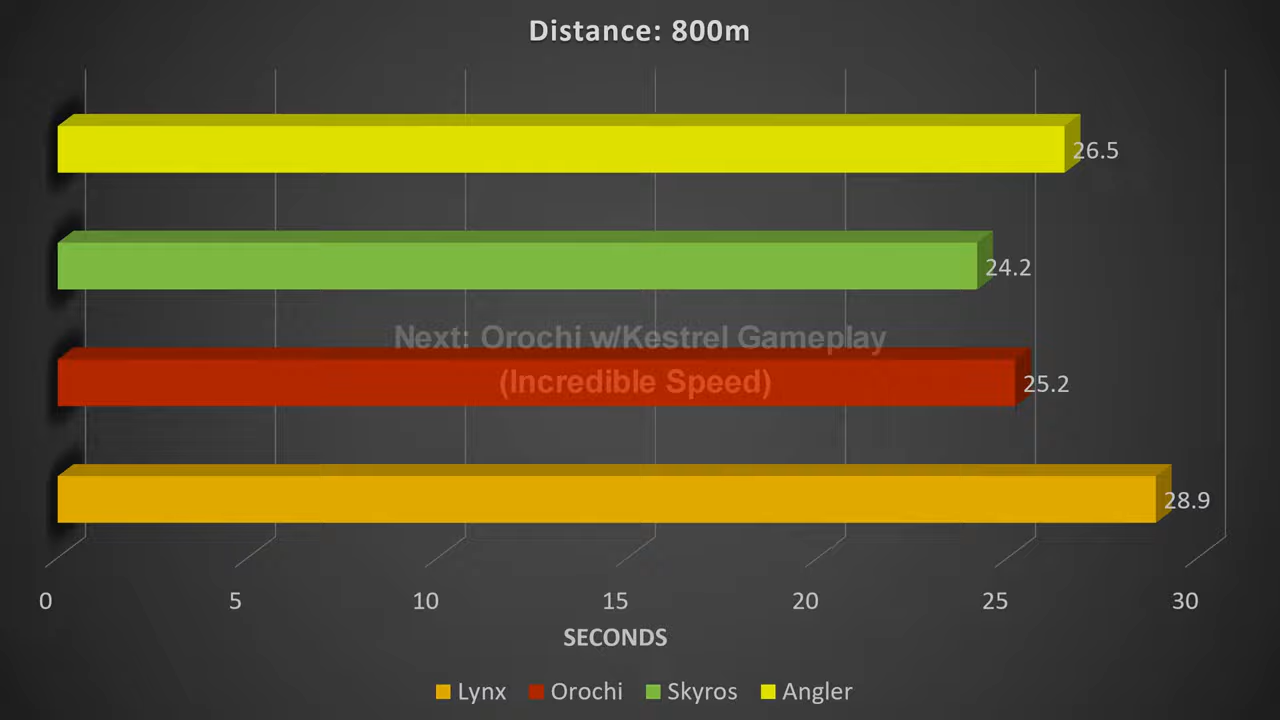 Distance: 800m
26.5
24.2
Next: Orochi w/Kestrel Gameplay
(Incredible Speed)
25.2
28.9
0 5 10 15 20 25 30
SECONDS
Lynx Orochi Skyros Angler